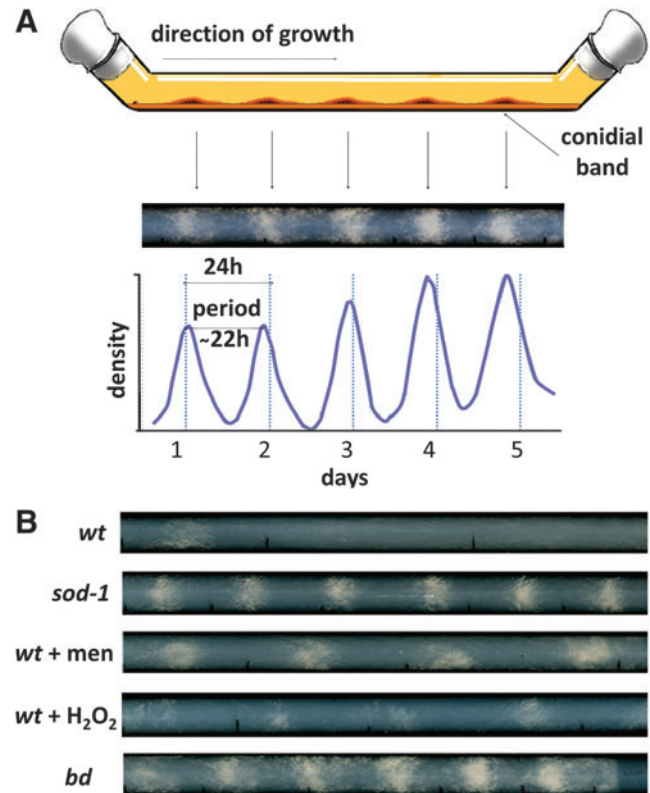 A
direction of growth
conidial
band
24h
period
~22h
density
1 2 3 4 5
days
B
wt
sod-1
wt + men
wt + H₂O₂
bd